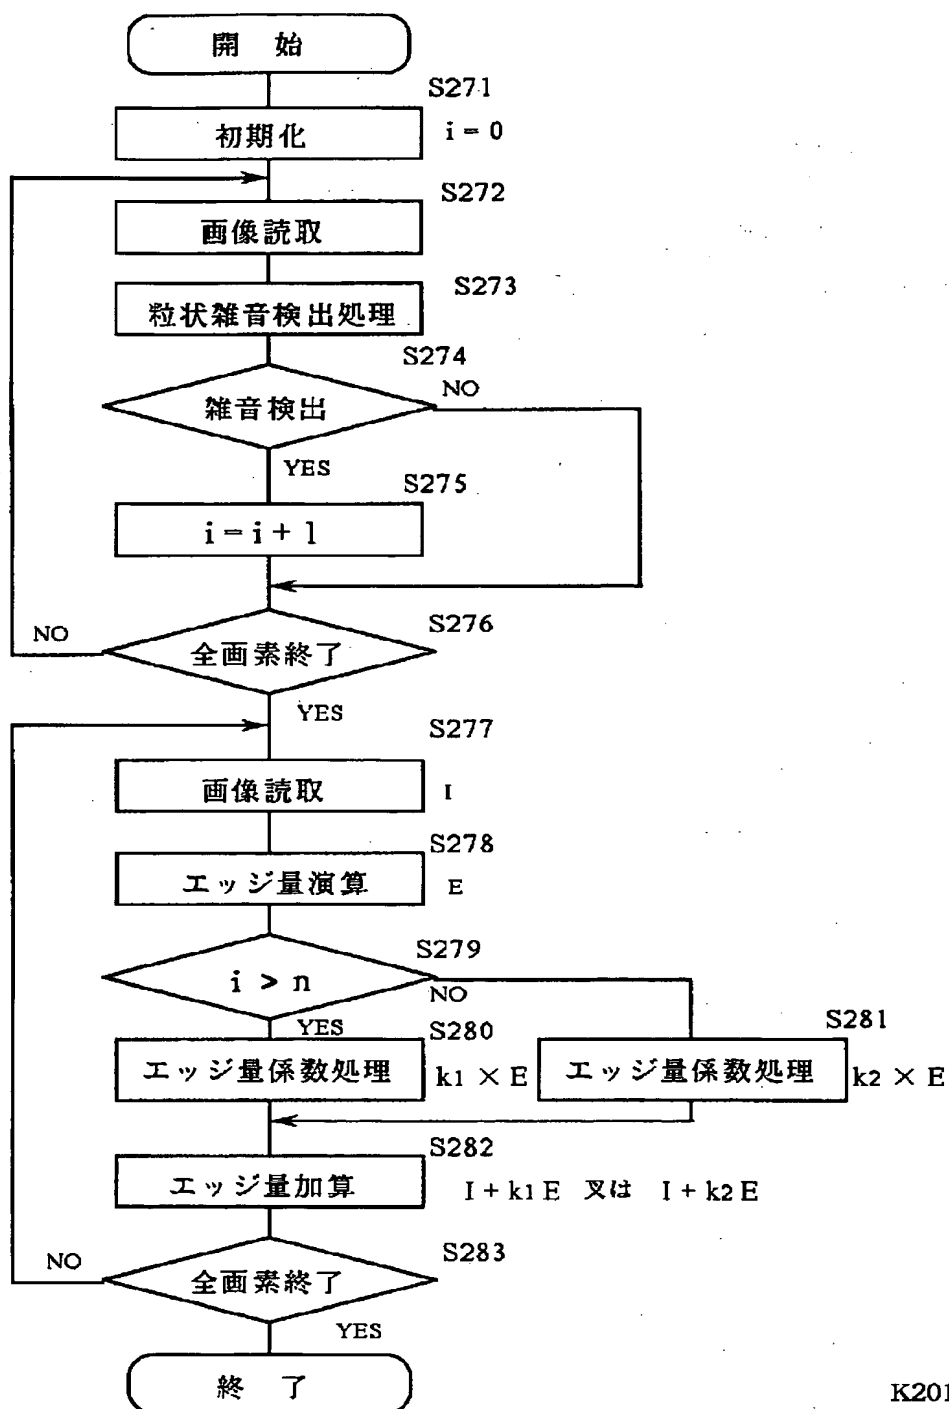 開 始
S271
初期化 i = 0
S272
画像読取
S273
粒状雑音検出処理
S274
雑音検出
NO
YES
S275
i = i + 1
S276
NO
全画素終了
YES
S277
画像読取 I
S278
エッジ量演算 E
S279
i > n
NO
YES
S280
S281
エッジ量係数処理 k1 × E
エッジ量係数処理 k2 × E
S282
エッジ量加算 I + k1 E 又は I + k2 E
S283
NO
全画素終了
YES
終 了
K201